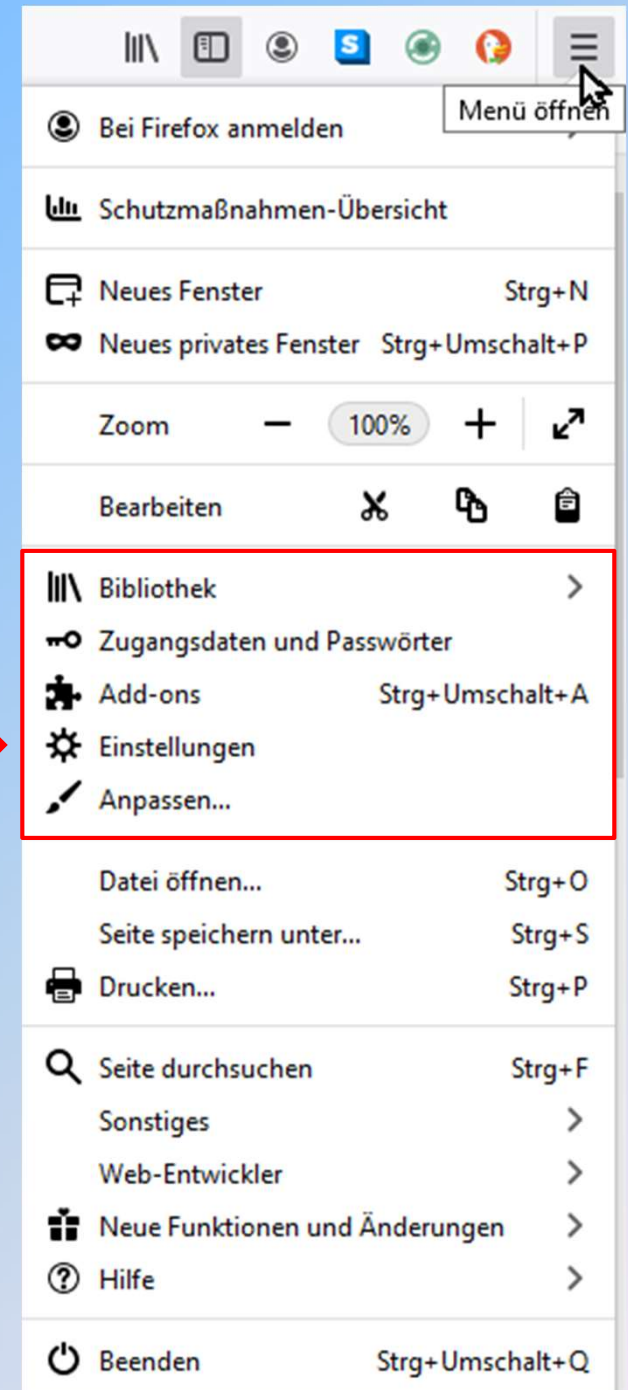 S
Menü öffnen
Bei Firefox anmelden
Schutzmaßnahmen-Übersicht
Neues Fenster Strg+N
Neues privates Fenster Strg+Umschalt+P
Zoom 100%
Bearbeiten
Bibliothek
Zugangsdaten und Passwörter
Add-ons Strg+Umschalt+A
Einstellungen
Anpassen...
Datei öffnen... Strg+O
Seite speichern unter... Strg+S
Drucken... Strg+P
Seite durchsuchen Strg+F
Sonstiges
Web-Entwickler
Neue Funktionen und Änderungen
Hilfe
Beenden Strg+Umschalt+Q